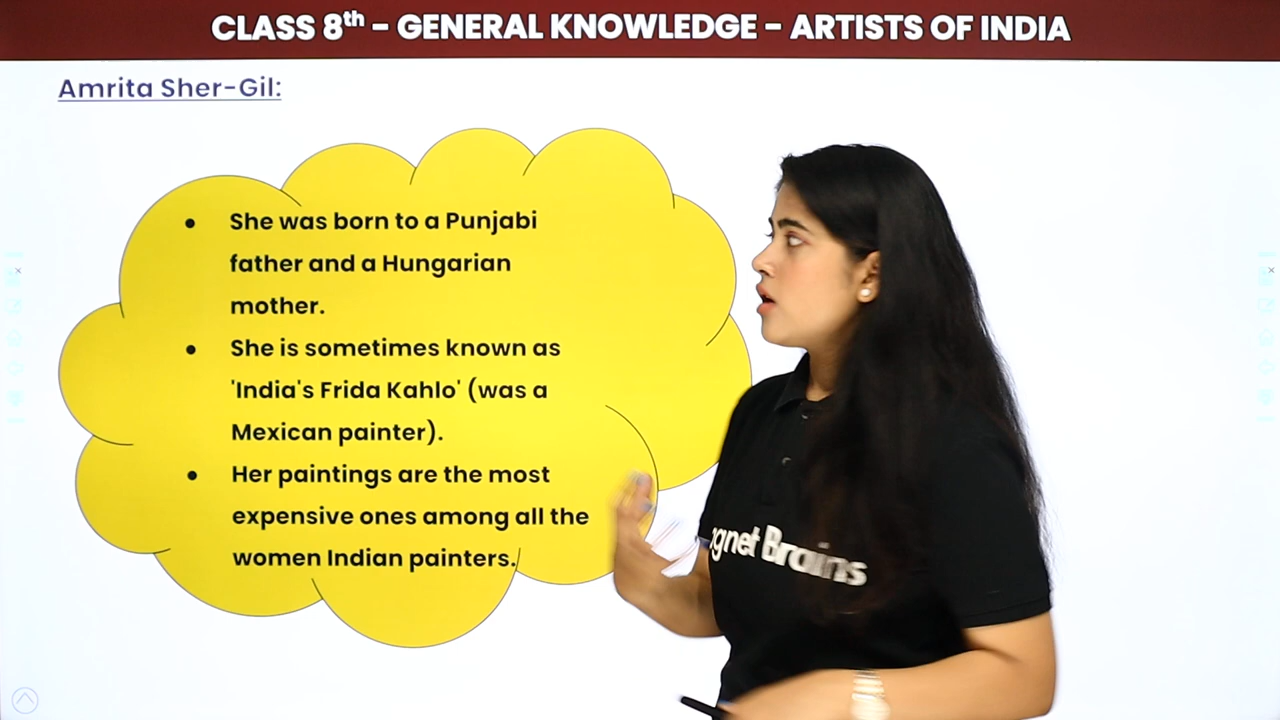 CLASS 8th - GENERAL KNOWLEDGE - ARTISTS OF INDIA
Amrita Sher-Gil:
• She was born to a Punjabi
father and a Hungarian
mother.
• She is sometimes known as
'India's Frida Kahlo' (was a
Mexican painter).
• Her paintings are the most
expensive ones among all the
women Indian painters.
gnet Brains